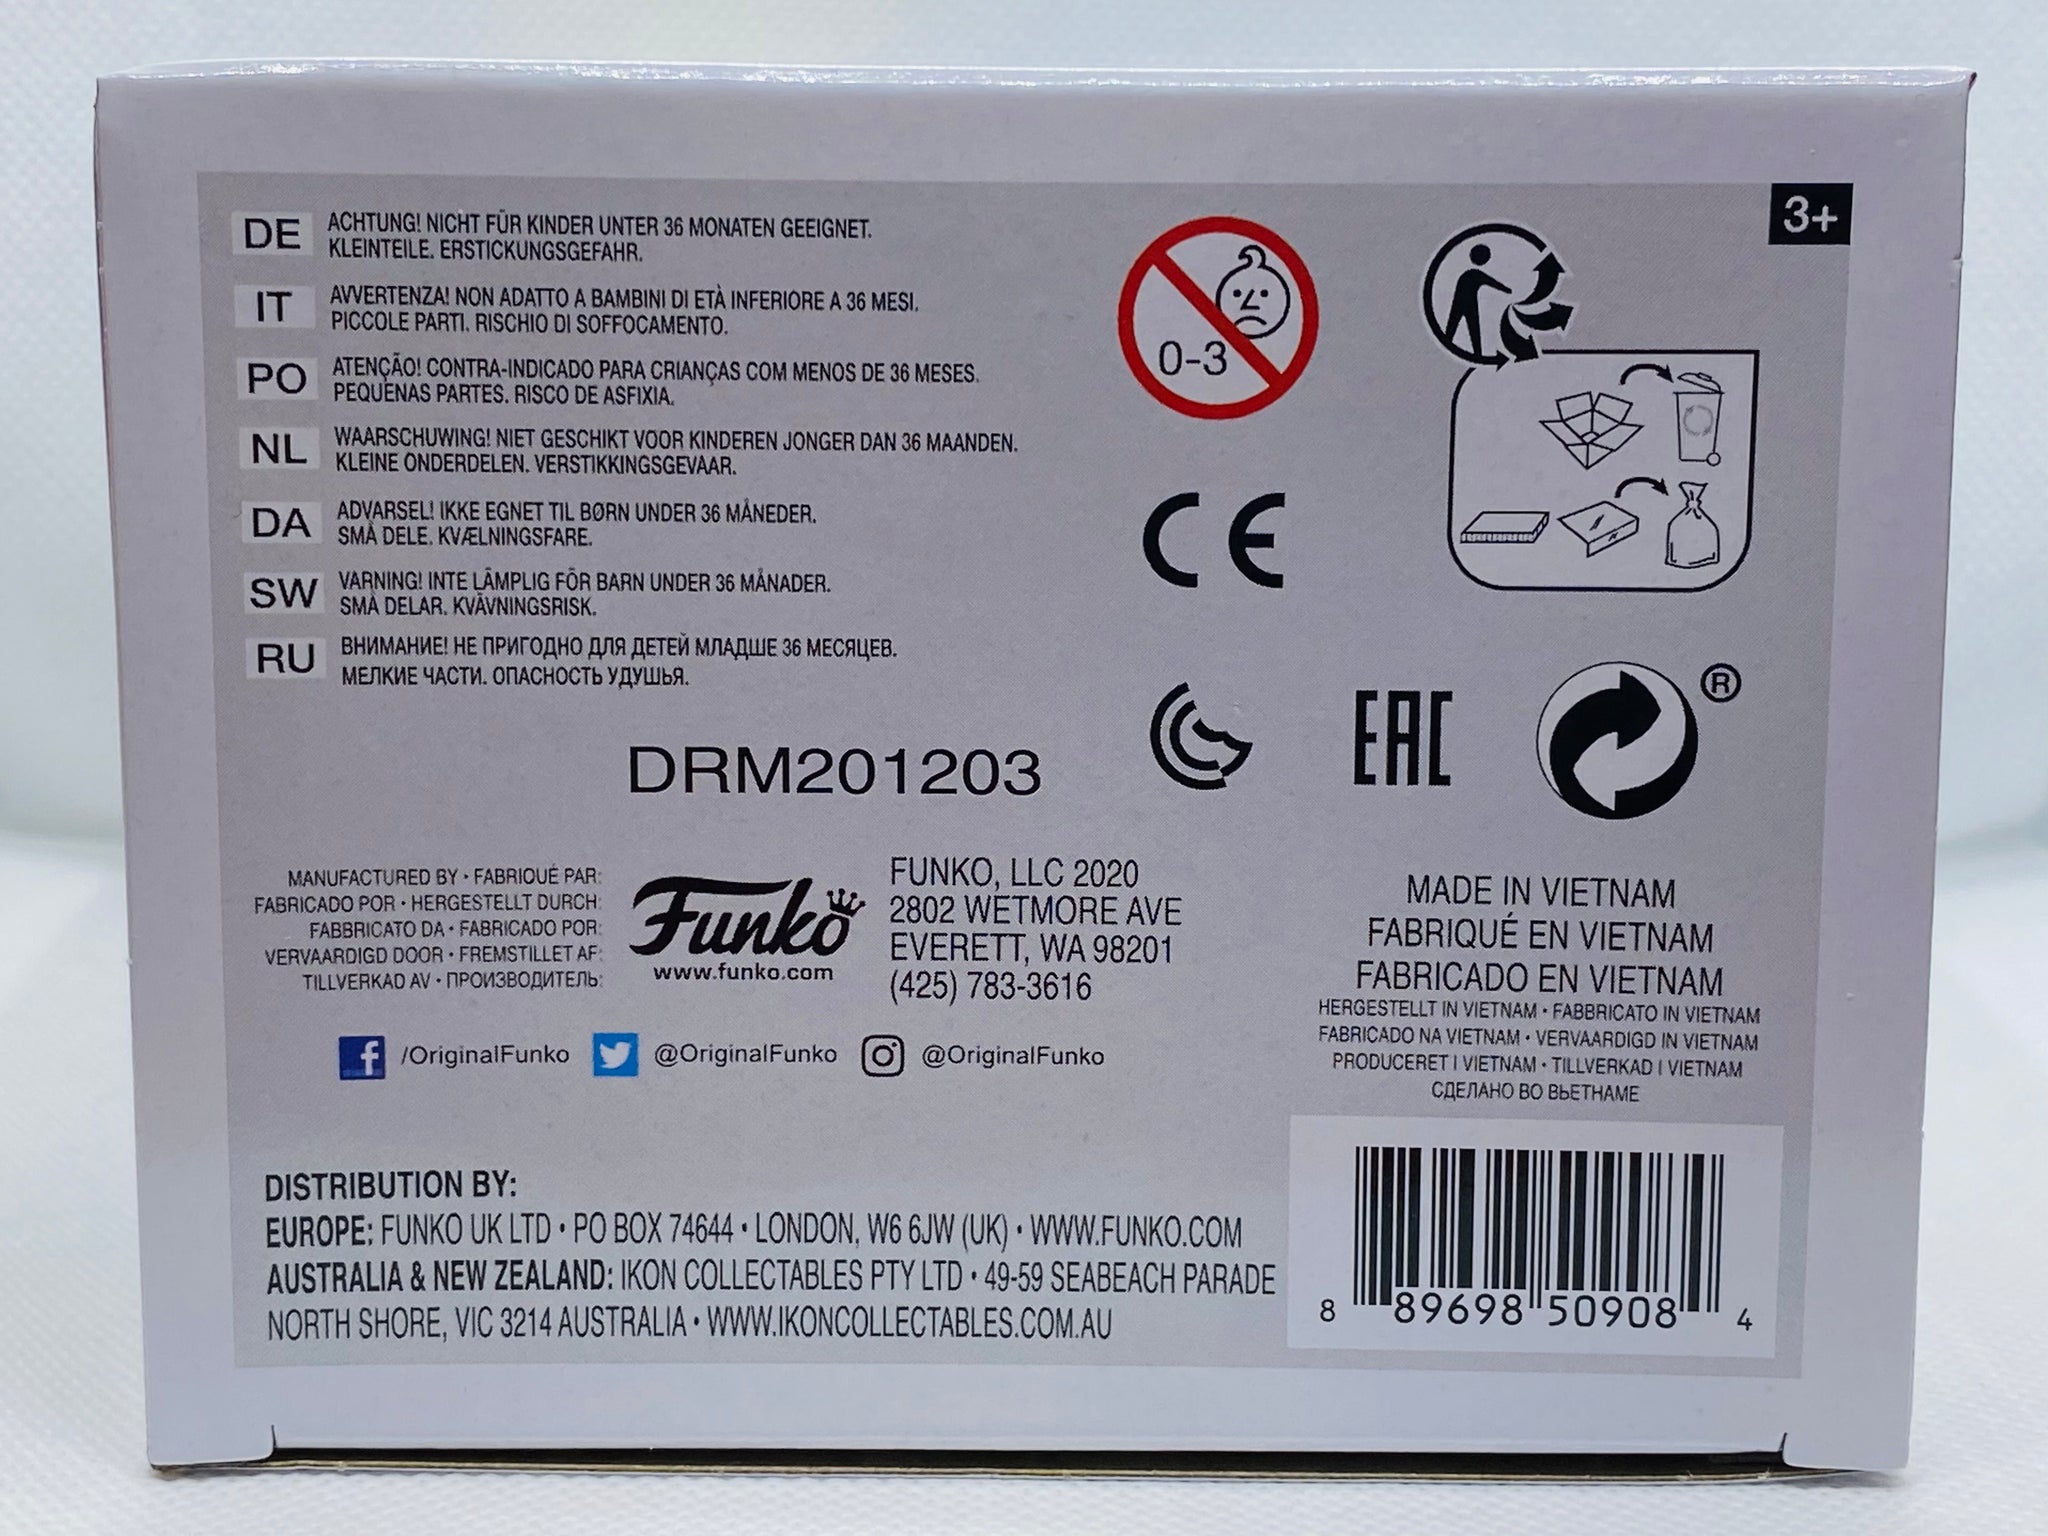 3+
DE
ACHTUNG! NICHT FÜR KINDER UNTER 36 MONATEN GEEIGNET.
KLEINTEILE. ERSTICKUNGSGEFAHR.
IT
AVVERTENZA! NON ADATTO A BAMBINI DI ETÀ INFERIORE A 36 MESI.
PICCOLE PARTI. RISCHIO DI SOFFOCAMENTO.
PO
ATENÇÃO! CONTRA-INDICADO PARA CRIANÇAS COM MENOS DE 36 MESES.
PEQUENAS PARTES. RISCO DE ASFIXIA.
NL
WAARSCHUWING! NIET GESCHIKT VOOR KINDEREN JONGER DAN 36 MAANDEN.
KLEINE ONDERDELEN. VERSTIKKINGSGEVAAR.
DA
ADVARSEL! IKKE EGNET TIL BØRN UNDER 36 MÅNEDER.
SMÅ DELE. KVÆLNINGSFARE.
SW
VARNING! INTE LÄMPLIG FÖR BARN UNDER 36 MÅNADER.
SMÅ DELAR. KVÄVNINGSRISK.
RU
ВНИМАНИЕ! НЕ ПРИГОДНО ДЛЯ ДЕТЕЙ МЛАДШЕ 36 МЕСЯЦЕВ.
МЕЛКИЕ ЧАСТИ. ОПАСНОСТЬ УДУШЬЯ.
0-3
CE
EAC
®
DRM201203
MANUFACTURED BY • FABRIQUÉ PAR:
FABRICADO POR • HERGESTELLT DURCH:
FABBRICATO DA • FABRICADO POR:
VERVAARDIGD DOOR • FREMSTILLET AF:
TILLVERKAD AV • ПРОИЗВОДИТЕЛЬ:
Funko
www.funko.com
FUNKO, LLC 2020
2802 WETMORE AVE
EVERETT, WA 98201
(425) 783-3616
/OriginalFunko @OriginalFunko @OriginalFunko
MADE IN VIETNAM
FABRIQUÉ EN VIETNAM
FABRICADO EN VIETNAM
HERGESTELLT IN VIETNAM • FABBRICATO IN VIETNAM
FABRICADO NA VIETNAM • VERVAARDIGD IN VIETNAM
PRODUCERET I VIETNAM • TILLVERKAD I VIETNAM
СДЕЛАНО ВО ВЬЕТНАМЕ
DISTRIBUTION BY:
EUROPE: FUNKO UK LTD • PO BOX 74644 • LONDON, W6 6JW (UK) • WWW.FUNKO.COM
AUSTRALIA & NEW ZEALAND: IKON COLLECTABLES PTY LTD • 49-59 SEABEACH PARADE
NORTH SHORE, VIC 3214 AUSTRALIA • WWW.IKONCOLLECTABLES.COM.AU
8 89698 50908 4